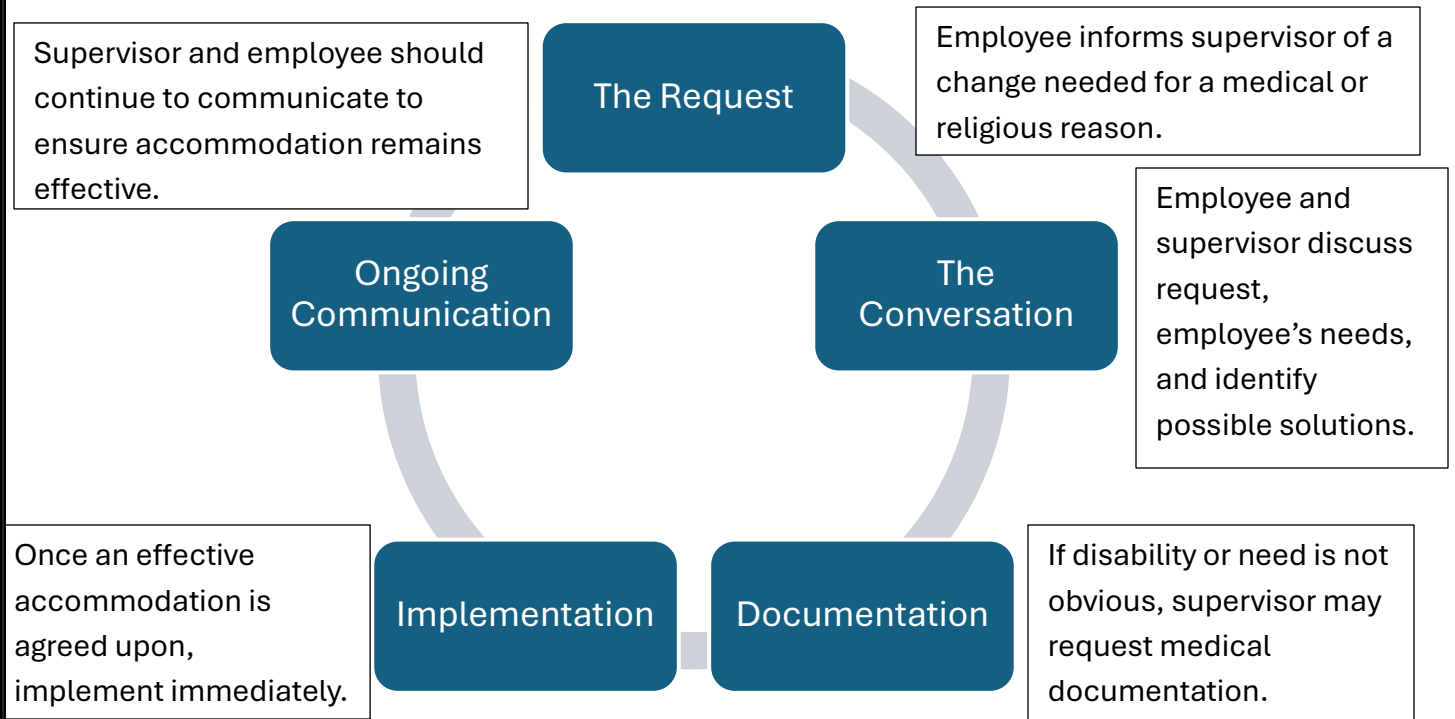 The Request
Employee informs supervisor of a
change needed for a medical or
religious reason.
The
Conversation
Employee and
supervisor discuss
request,
employee’s needs,
and identify
possible solutions.
Documentation
If disability or need is not
obvious, supervisor may
request medical
documentation.
Implementation
Once an effective
accommodation is
agreed upon,
implement immediately.
Ongoing
Communication
Supervisor and employee should
continue to communicate to
ensure accommodation remains
effective.